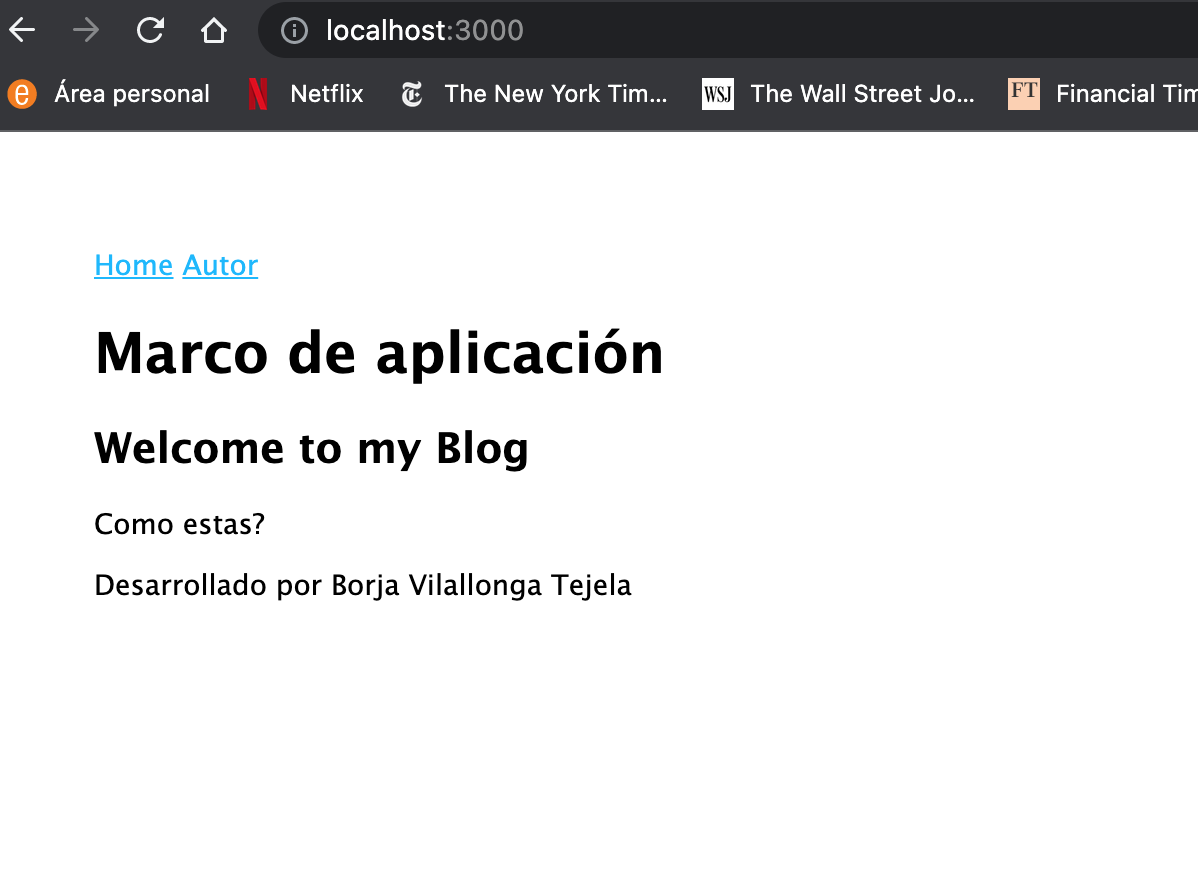 localhost:3000
Área personal Netflix The New York Tim... WSJ The Wall Street Jo... FT Financial Tim
Home Autor
Marco de aplicación
Welcome to my Blog
Como estas?
Desarrollado por Borja Vilallonga Tejela